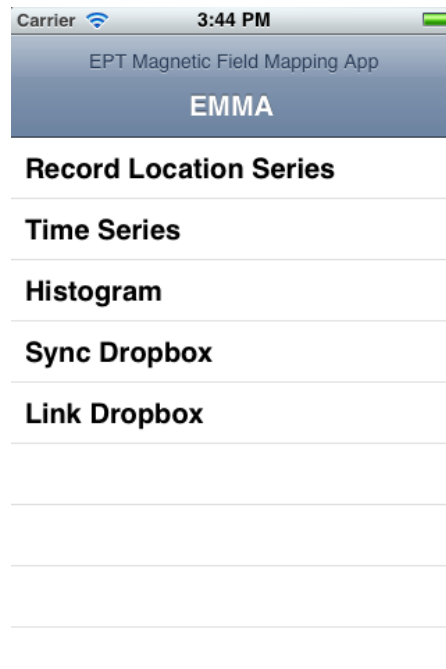 Carrier 3:44 PM
EPT Magnetic Field Mapping App
EMMA
Record Location Series
Time Series
Histogram
Sync Dropbox
Link Dropbox